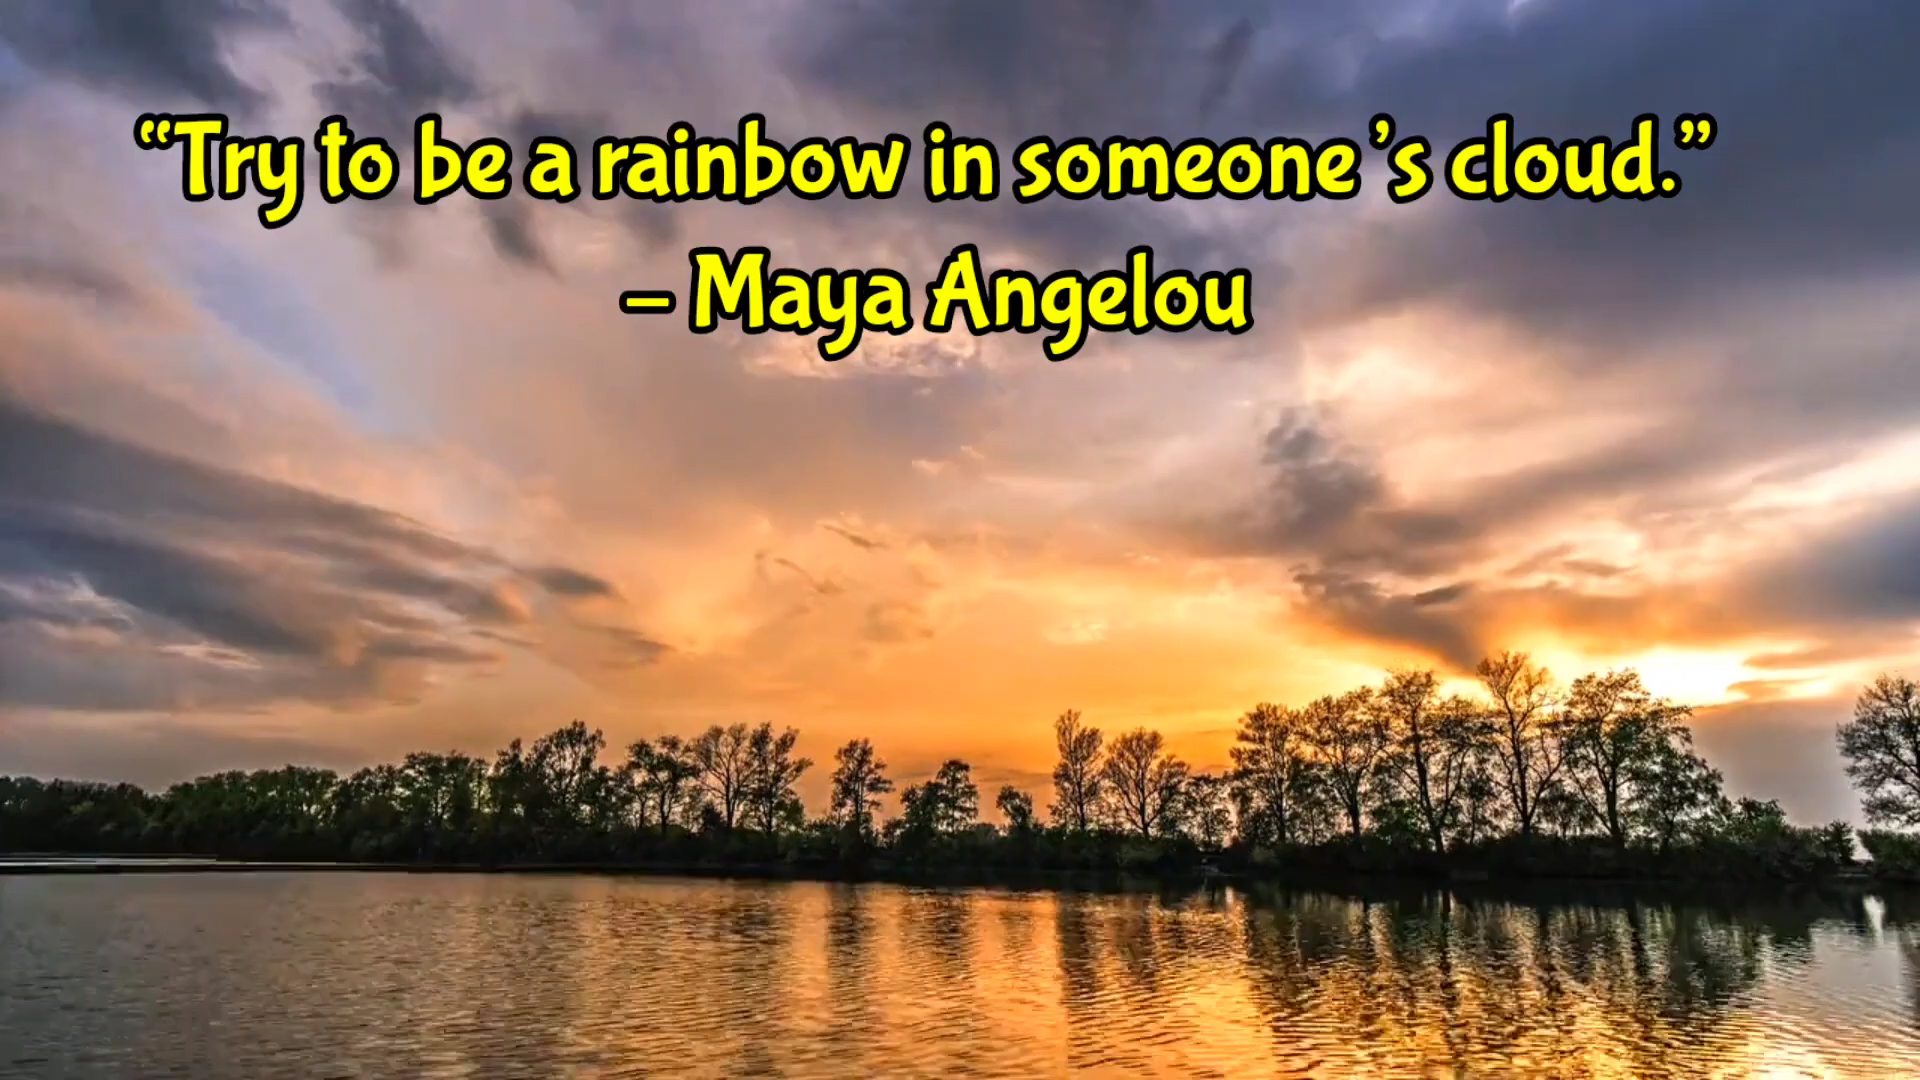 “Try to be a rainbow in someone’s cloud.”
– Maya Angelou